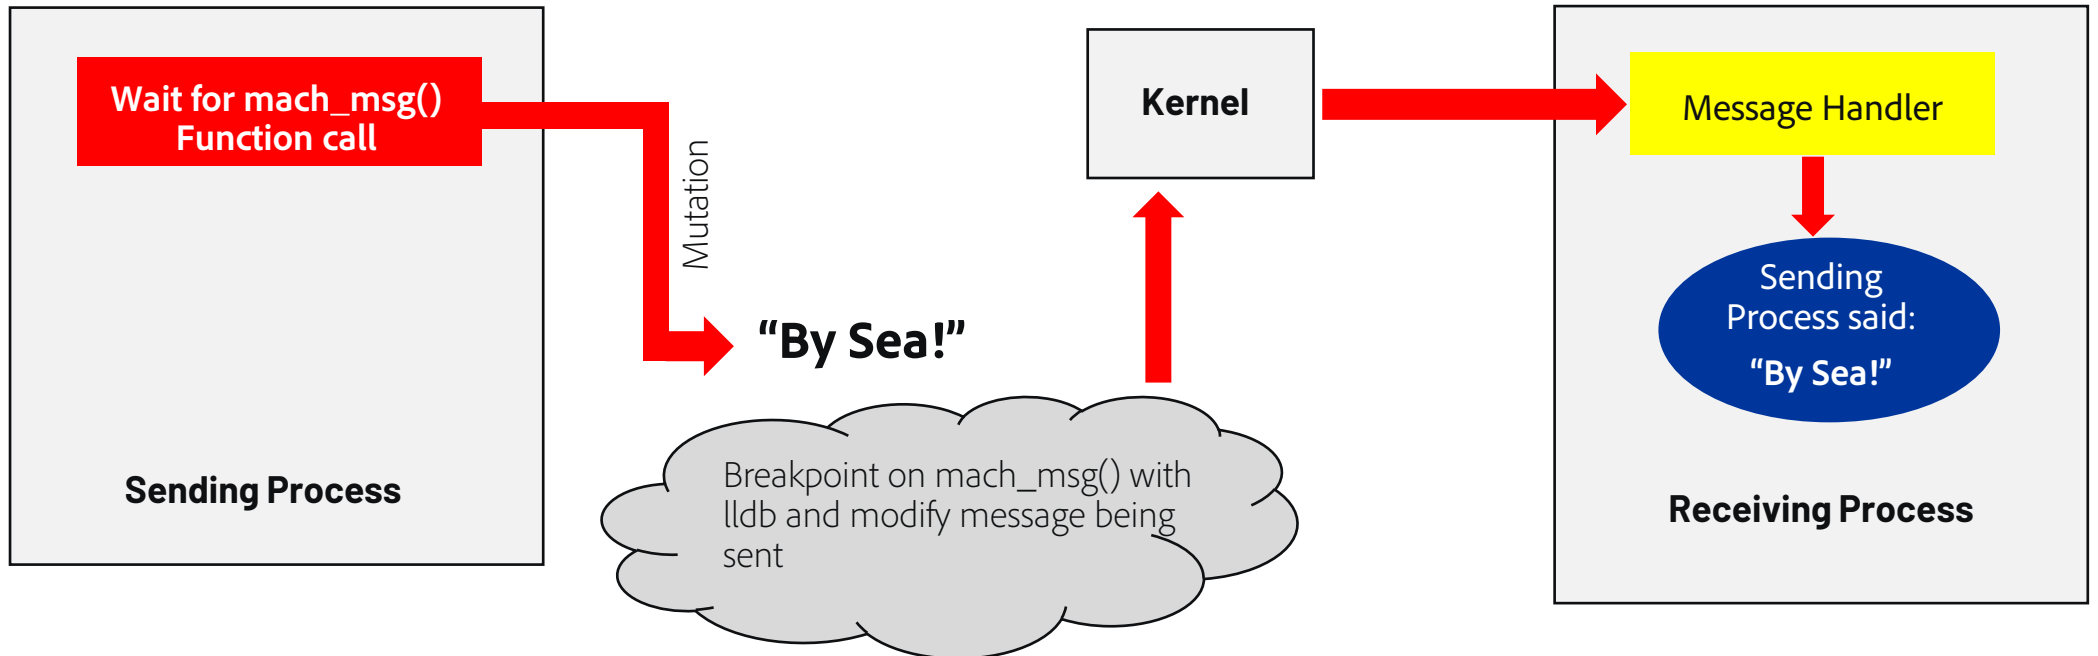 Wait for mach_msg()
Function call
Sending Process
Mutation
“By Sea!”
Breakpoint on mach_msg() with
lldb and modify message being
sent
Kernel
Message Handler
Sending
Process said:
“By Sea!”
Receiving Process